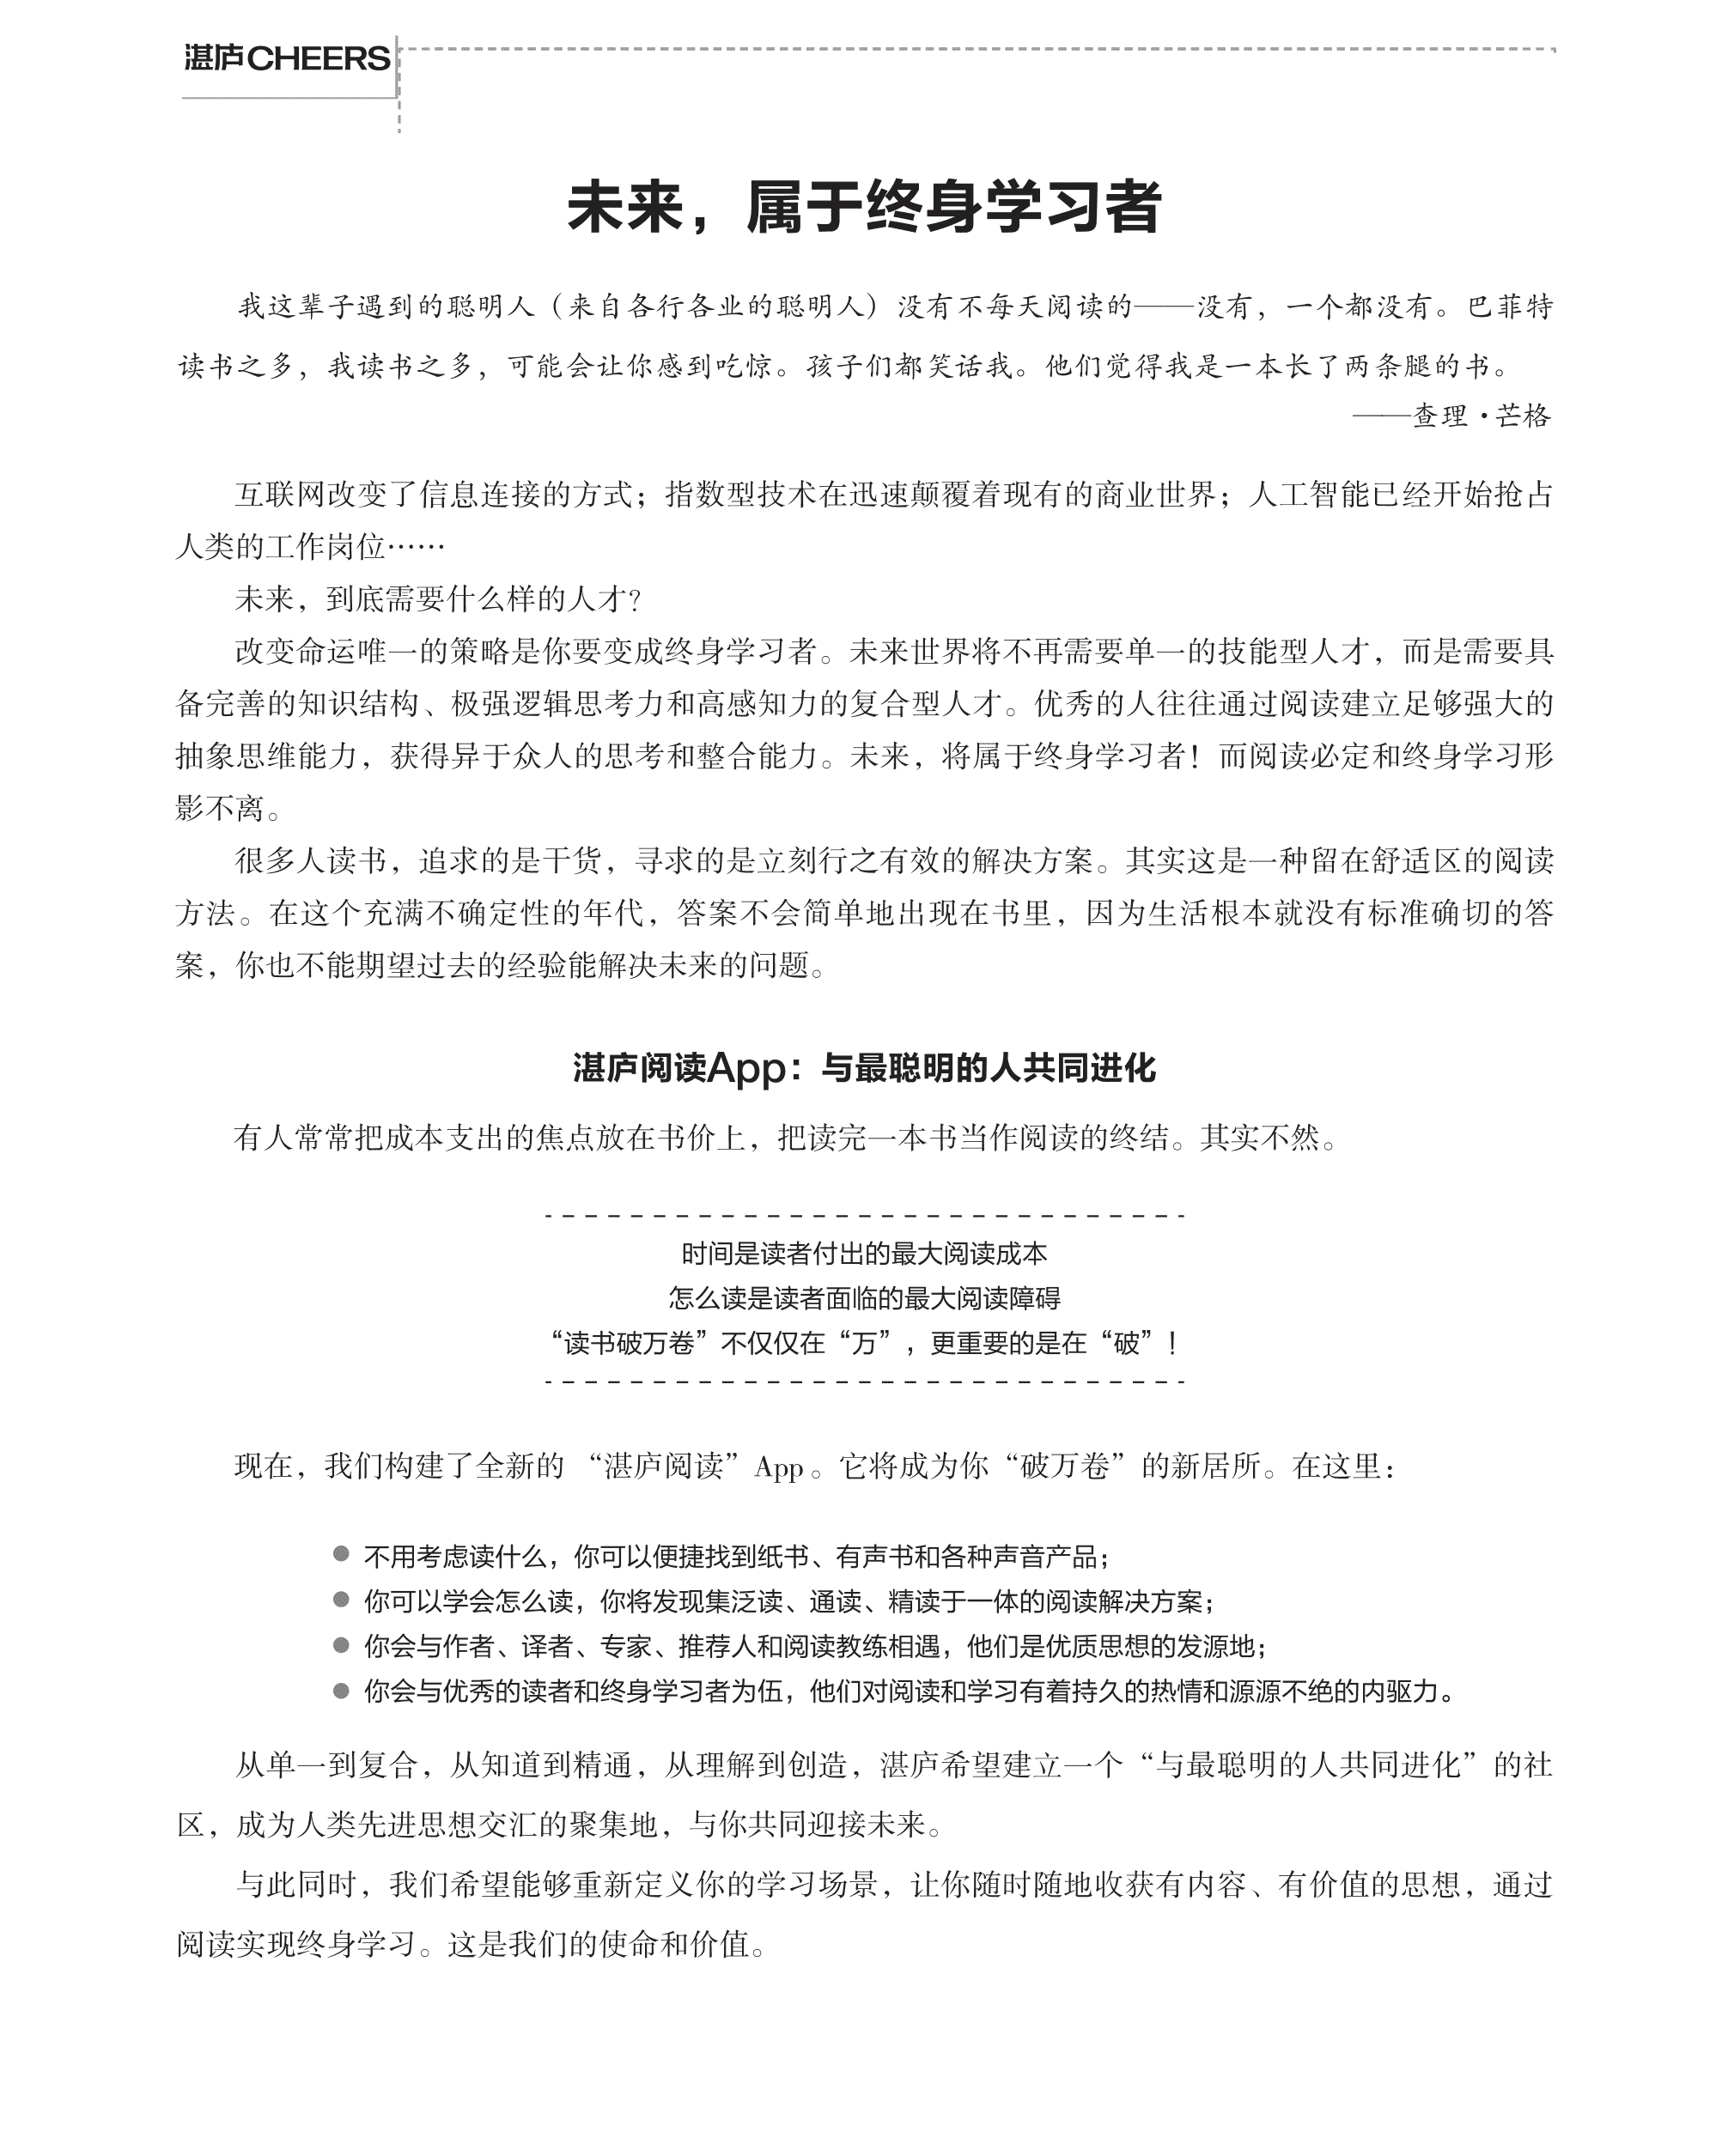 湛庐CHEERS
未来，属于终身学习者
我这辈子遇到的聪明人（来自各行各业的聪明人）没有不每天阅读的——没有，一个都没有。巴菲特
读书之多，我读书之多，可能会让你感到吃惊。孩子们都笑话我。他们觉得我是一本长了两条腿的书。
——查理·芒格
互联网改变了信息连接的方式；指数型技术在迅速颠覆着现有的商业世界；人工智能已经开始抢占
人类的工作岗位……
未来，到底需要什么样的人才？
改变命运唯一的策略是你要变成终身学习者。未来世界将不再需要单一的技能型人才，而是需要具
备完善的知识结构、极强逻辑思考力和高感知力的复合型人才。优秀的人往往通过阅读建立足够强大的
抽象思维能力，获得异于众人的思考和整合能力。未来，将属于终身学习者！而阅读必定和终身学习形
影不离。
很多人读书，追求的是干货，寻求的是立刻行之有效的解决方案。其实这是一种留在舒适区的阅读
方法。在这个充满不确定性的年代，答案不会简单地出现在书里，因为生活根本就没有标准确切的答
案，你也不能期望过去的经验能解决未来的问题。
湛庐阅读App：与最聪明的人共同进化
有人常常把成本支出的焦点放在书价上，把读完一本书当作阅读的终结。其实不然。
时间是读者付出的最大阅读成本
怎么读是读者面临的最大阅读障碍
“读书破万卷”不仅仅在“万”，更重要的是在“破”！
现在，我们构建了全新的 “湛庐阅读”App。它将成为你“破万卷”的新居所。在这里：
● 不用考虑读什么，你可以便捷找到纸书、有声书和各种声音产品；
● 你可以学会怎么读，你将发现集泛读、通读、精读于一体的阅读解决方案；
● 你会与作者、译者、专家、推荐人和阅读教练相遇，他们是优质思想的发源地；
● 你会与优秀的读者和终身学习者为伍，他们对阅读和学习有着持久的热情和源源不绝的内驱力。
从单一到复合，从知道到精通，从理解到创造，湛庐希望建立一个“与最聪明的人共同进化”的社
区，成为人类先进思想交汇的聚集地，与你共同迎接未来。
与此同时，我们希望能够重新定义你的学习场景，让你随时随地收获有内容、有价值的思想，通过
阅读实现终身学习。这是我们的使命和价值。